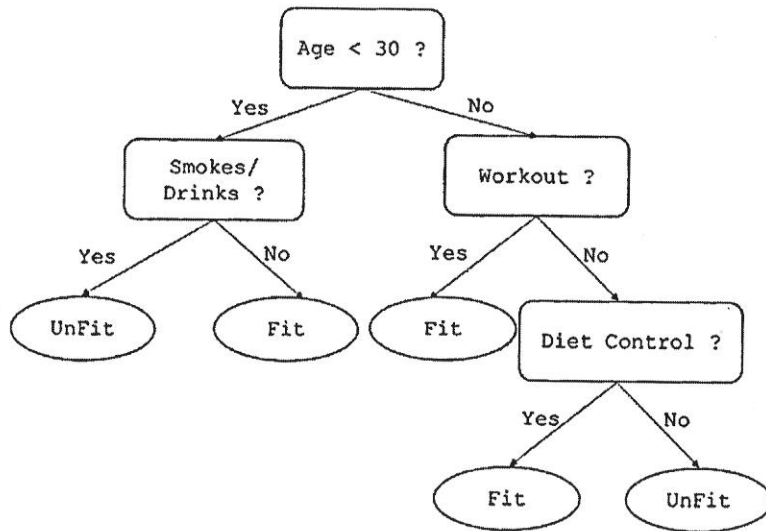 Age < 30 ?
Yes
No
Smokes/
Drinks ?
Workout ?
Yes
No
Yes
No
UnFit
Fit
Fit
Diet Control ?
Yes
No
Fit
UnFit